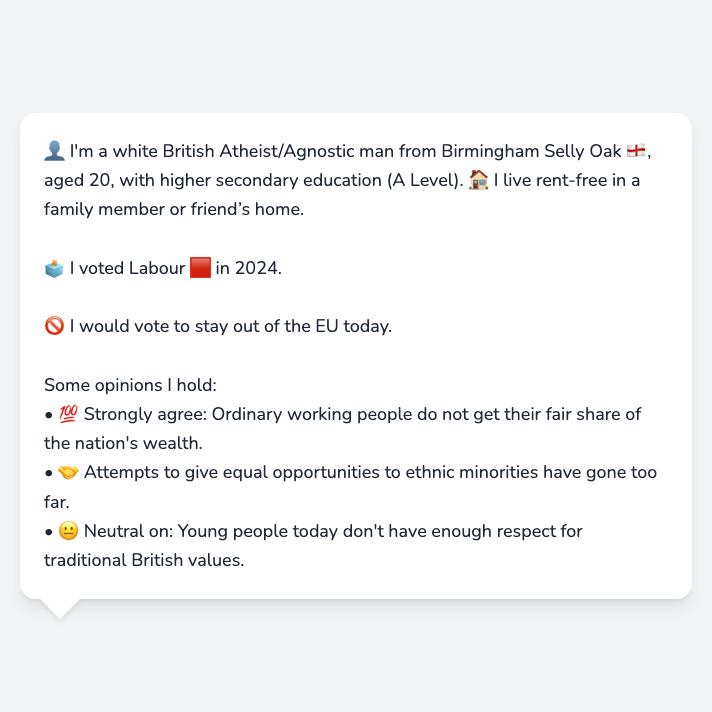 👤 I'm a white British Atheist/Agnostic man from Birmingham Selly Oak 🏴󠁧󠁢󠁥󠁮󠁧󠁿,
aged 20, with higher secondary education (A Level). 🏠 I live rent-free in a
family member or friend’s home.
🗳️ I voted Labour 🟥 in 2024.
🚫 I would vote to stay out of the EU today.
Some opinions I hold:
• 💯 Strongly agree: Ordinary working people do not get their fair share of
the nation's wealth.
• 🤝 Attempts to give equal opportunities to ethnic minorities have gone too
far.
• 😐 Neutral on: Young people today don't have enough respect for
traditional British values.